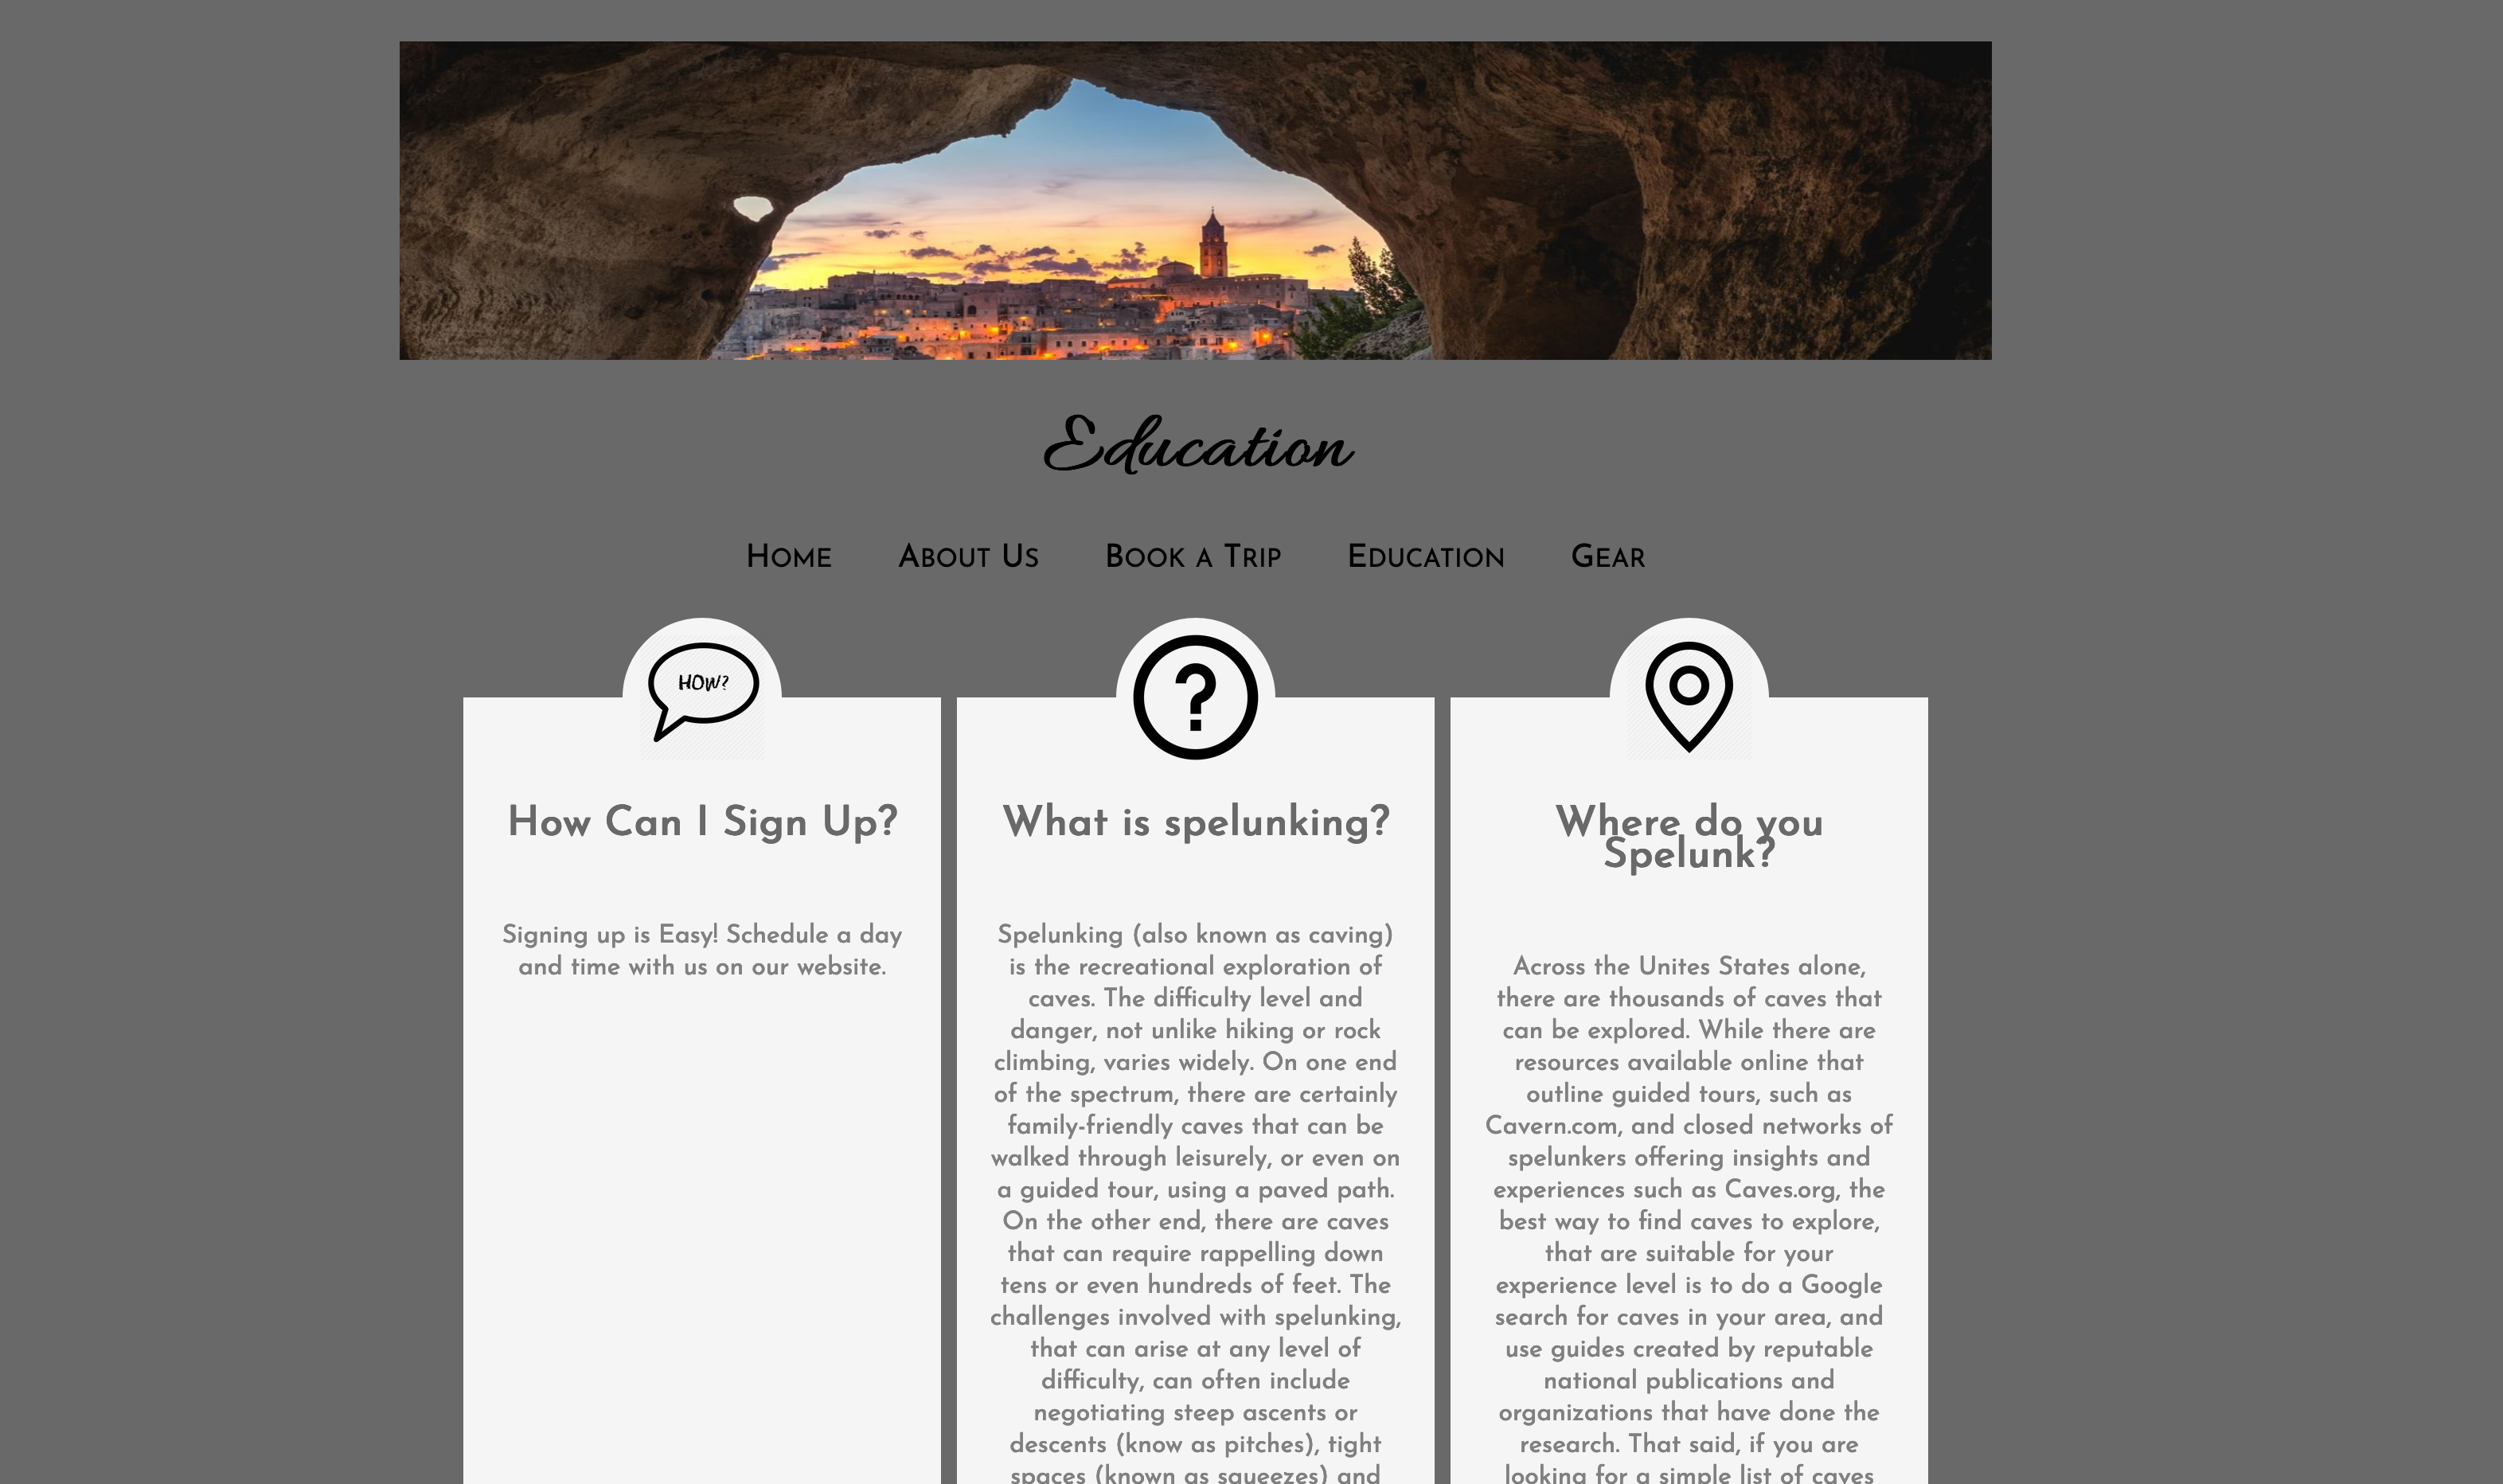 Education
Home About Us Book a Trip Education Gear
HOW?
How Can I Sign Up?
Signing up is Easy! Schedule a day
and time with us on our website.
What is spelunking?
Spelunking (also known as caving)
is the recreational exploration of
caves. The difficulty level and
danger, not unlike hiking or rock
climbing, varies widely. On one end
of the spectrum, there are certainly
family-friendly caves that can be
walked through leisurely, or even on
a guided tour, using a paved path.
On the other end, there are caves
that can require rappelling down
tens or even hundreds of feet. The
challenges involved with spelunking,
that can arise at any level of
difficulty, can often include
negotiating steep ascents or
descents (know as pitches), tight
spaces (known as squeezes) and
Where do you
Spelunk?
Across the Unites States alone,
there are thousands of caves that
can be explored. While there are
resources available online that
outline guided tours, such as
Cavern.com, and closed networks of
spelunkers offering insights and
experiences such as Caves.org, the
best way to find caves to explore,
that are suitable for your
experience level is to do a Google
search for caves in your area, and
use guides created by reputable
national publications and
organizations that have done the
research. That said, if you are
looking for a simple list of caves